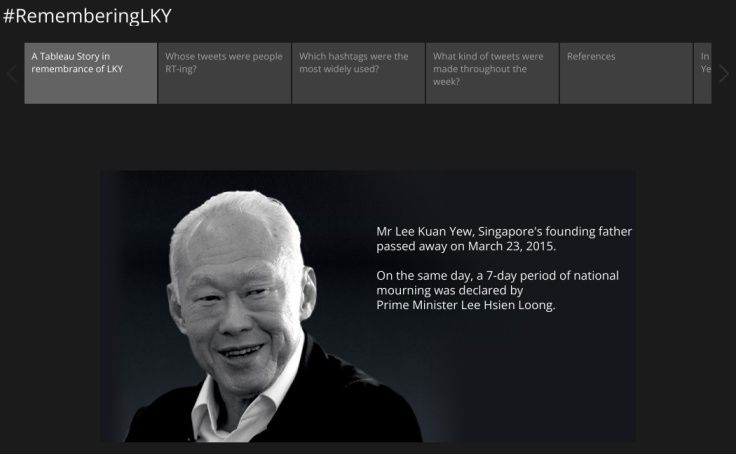 #RememberingLKY
A Tableau Story in
remembrance of LKY
Whose tweets were people
RT-ing?
Which hashtags were the
most widely used?
What kind of tweets were
made throughout the
week?
References
In
Ye
Mr Lee Kuan Yew, Singapore's founding father
passed away on March 23, 2015.
On the same day, a 7-day period of national
mourning was declared by
Prime Minister Lee Hsien Loong.